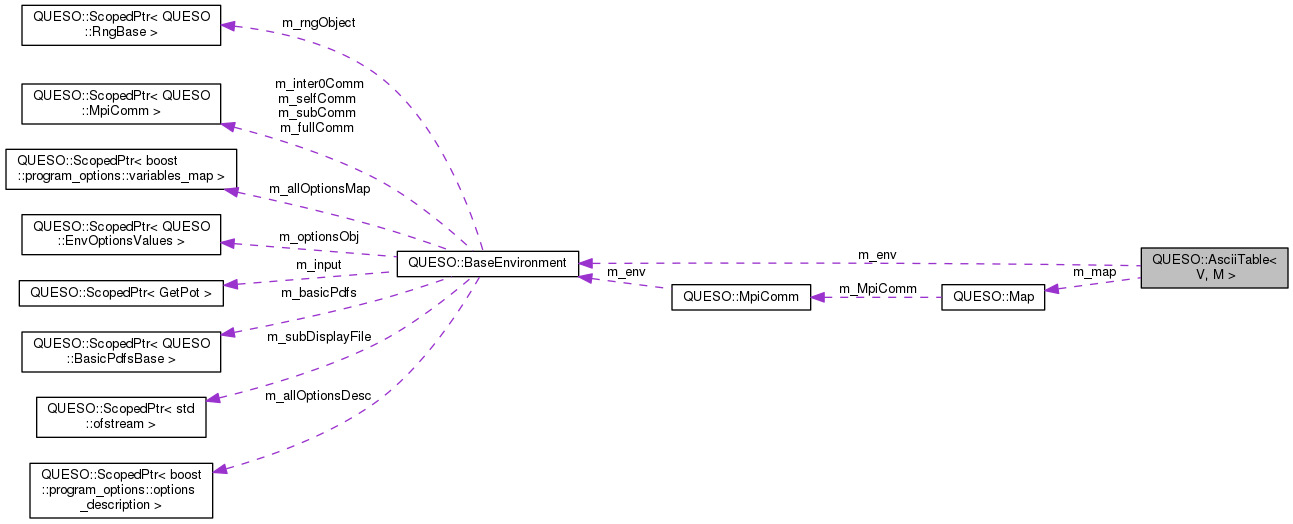 QUESO::ScopedPtr< QUESO
::RngBase >
m_rngObject
QUESO::ScopedPtr< QUESO
::MpiComm >
m_inter0Comm
m_selfComm
m_subComm
m_fullComm
QUESO::ScopedPtr< boost
::program_options::variables_map >
m_allOptionsMap
QUESO::ScopedPtr< QUESO
::EnvOptionsValues >
m_optionsObj
QUESO::ScopedPtr< GetPot >
m_input
QUESO::ScopedPtr< QUESO
::BasicPdfsBase >
m_basicPdfs
QUESO::ScopedPtr< std
::ofstream >
m_subDisplayFile
QUESO::ScopedPtr< boost
::program_options::options
_description >
m_allOptionsDesc
QUESO::BaseEnvironment
m_env
m_env
QUESO::MpiComm
m_MpiComm
QUESO::Map
m_map
QUESO::AsciiTable<
V, M >